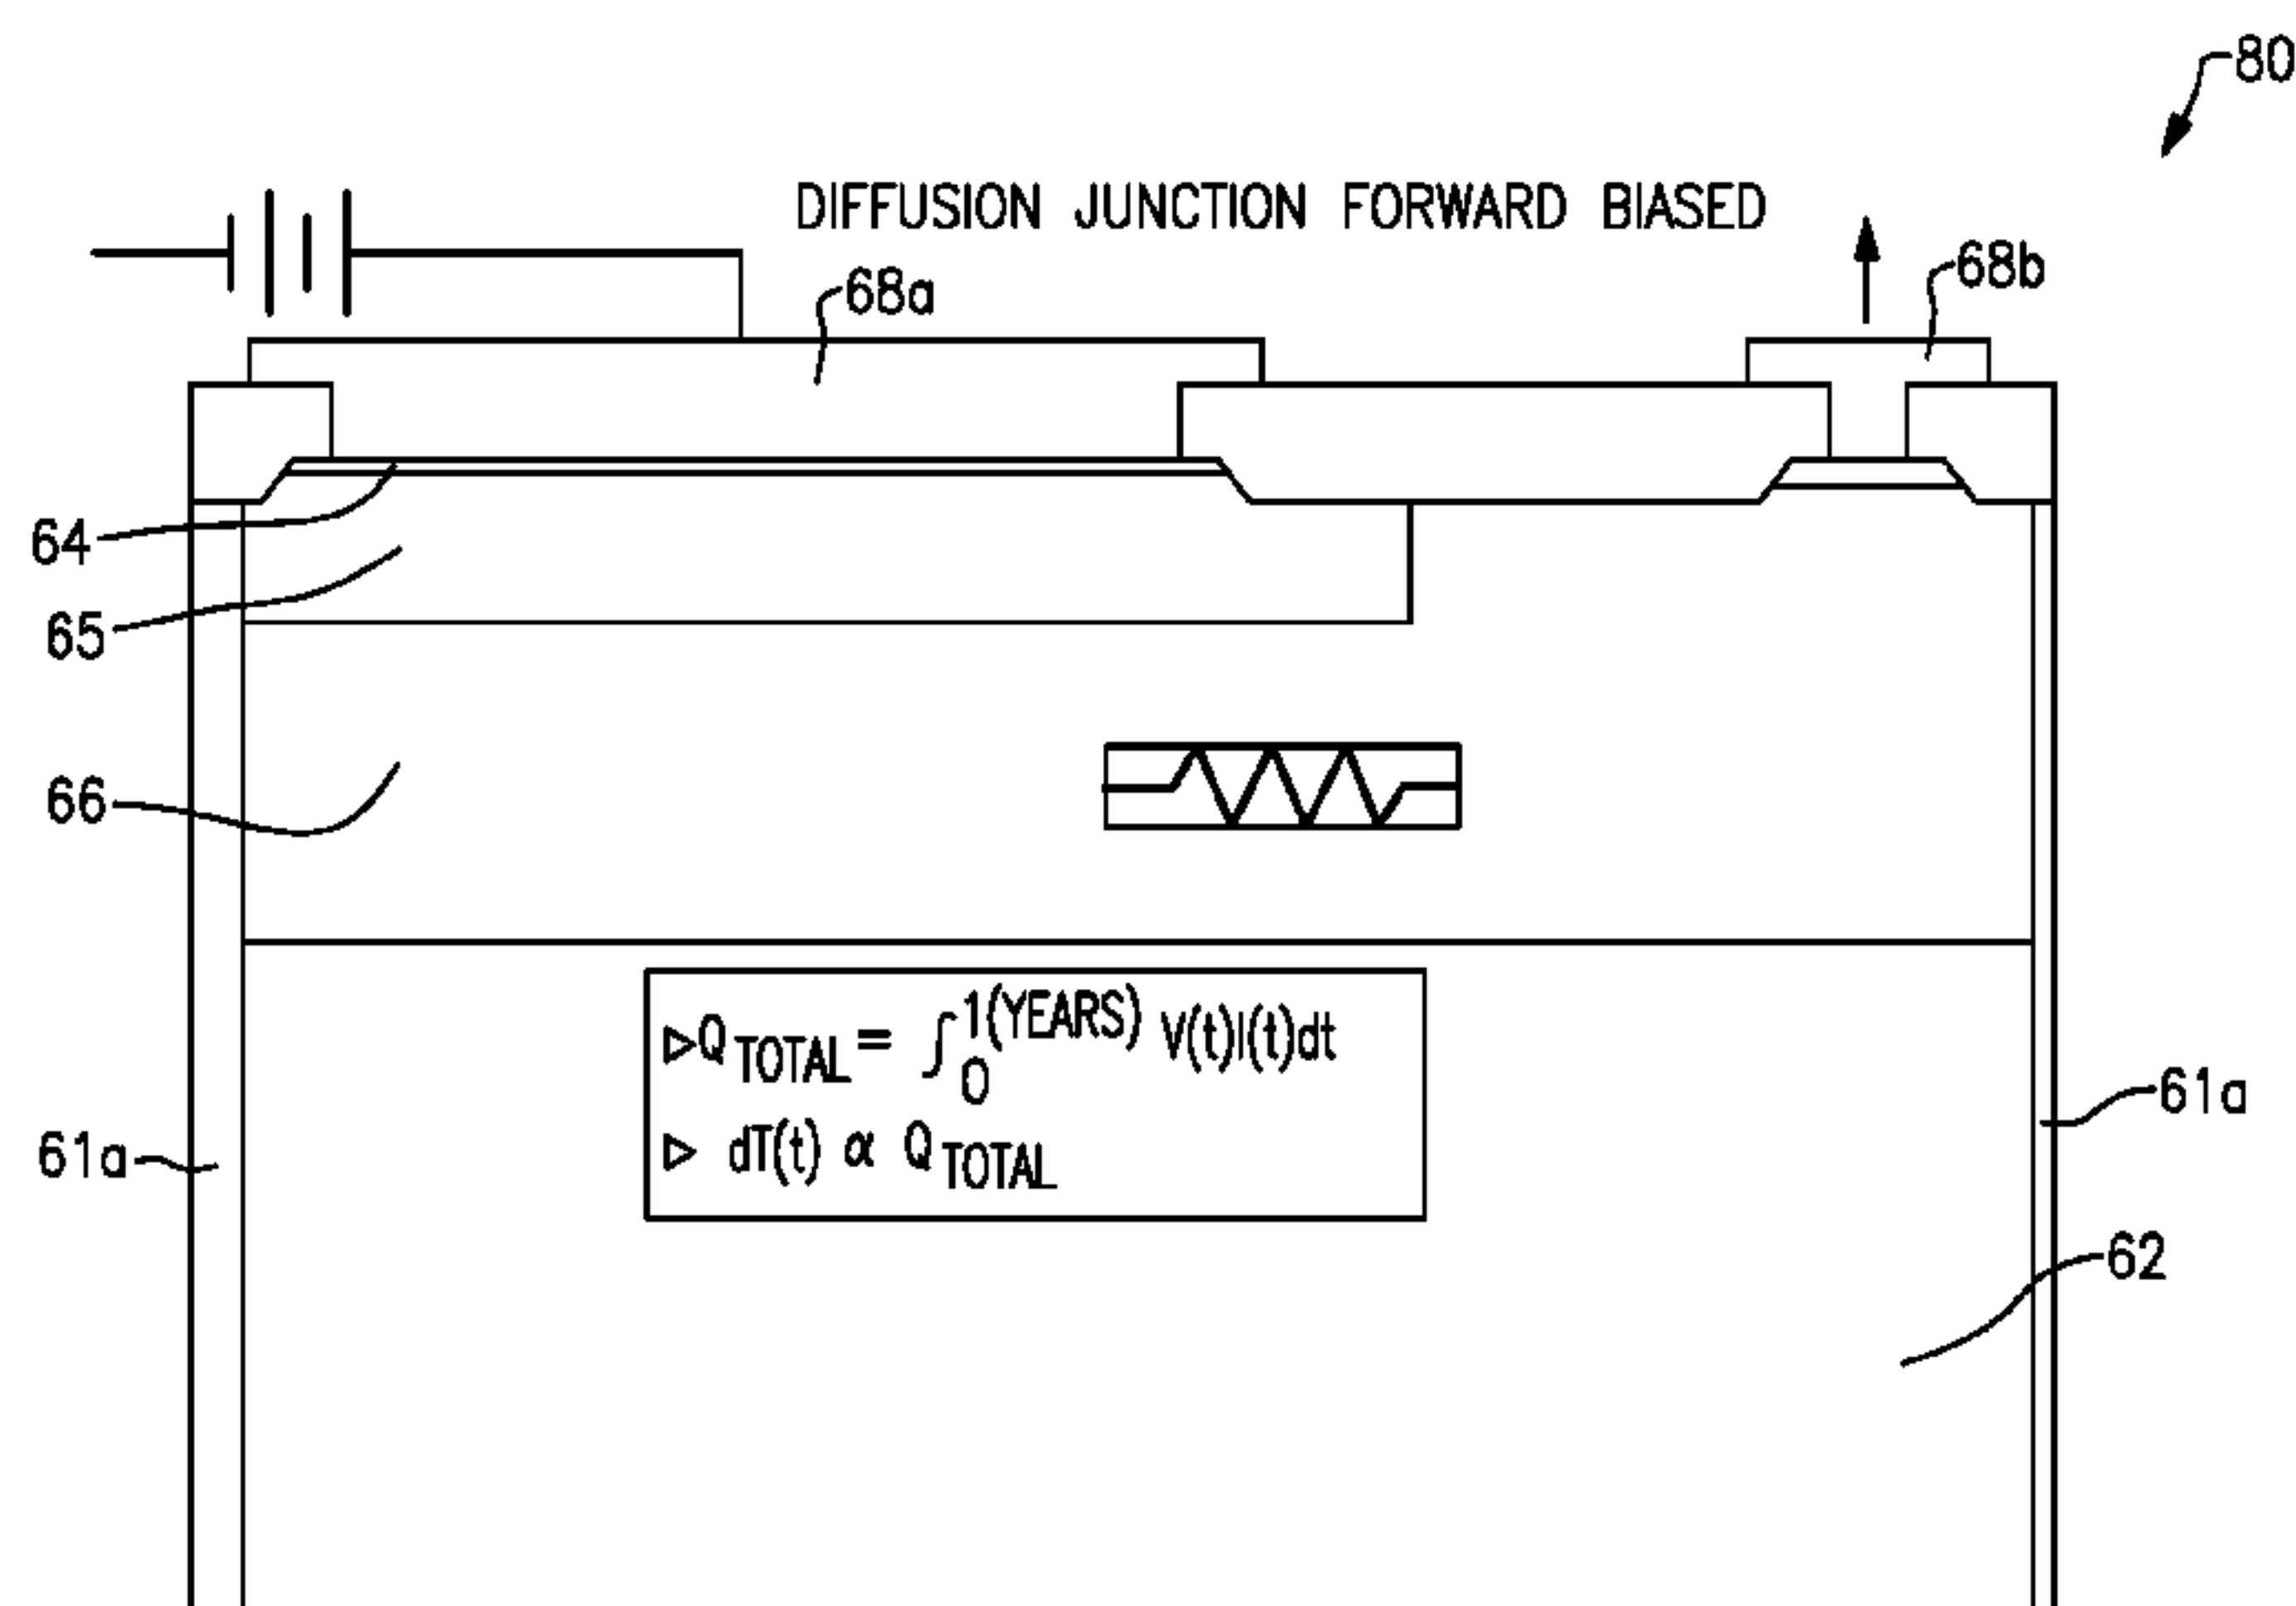 80
DIFFUSION JUNCTION FORWARD BIASED
68a
68b
64
65
66
▷Q TOTAL = ∫ 0 1(YEARS) V(t)I(t)dt
▷ dT(t) α Q TOTAL
61a
61a
62